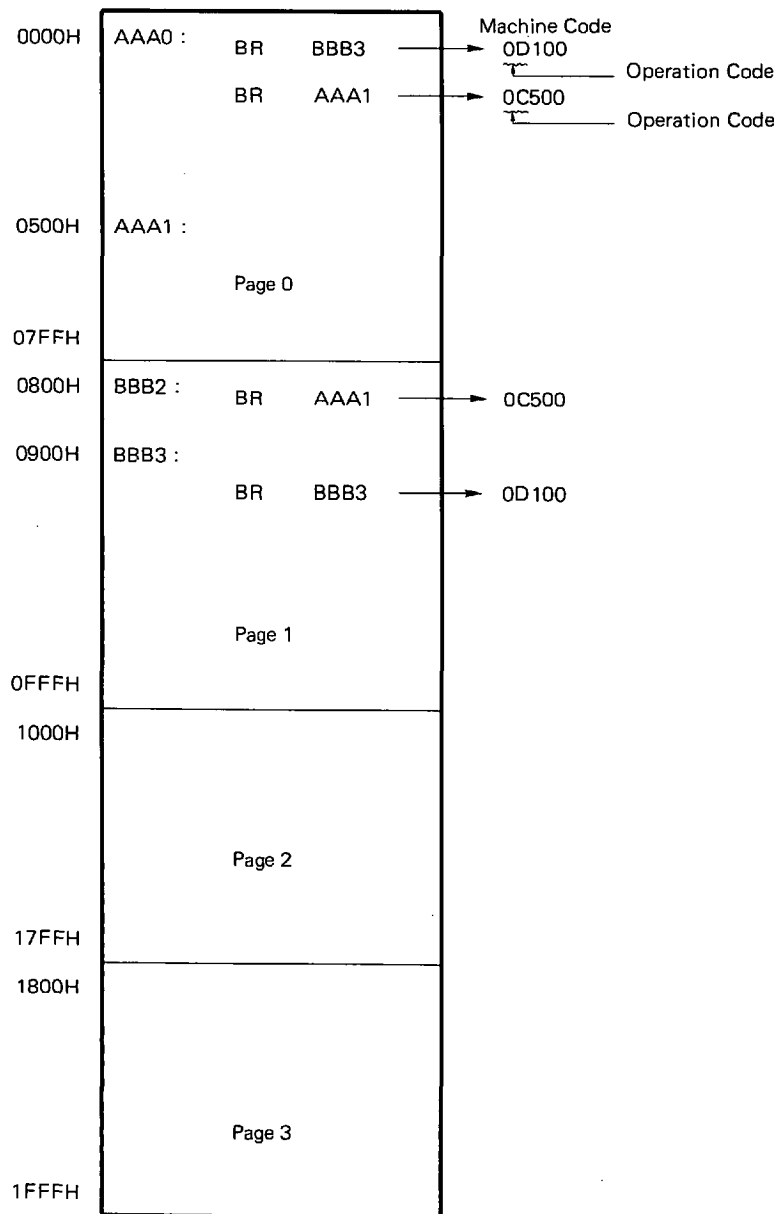 Machine Code
0000H AAA0 : BR BBB3 0D100
Operation Code
BR AAA1 0C500
Operation Code
0500H AAA1 :
Page 0
07FFH
0800H BBB2 : BR AAA1 0C500
0900H BBB3 :
BR BBB3 0D100
Page 1
0FFFH
1000H
Page 2
17FFH
1800H
Page 3
1FFFH